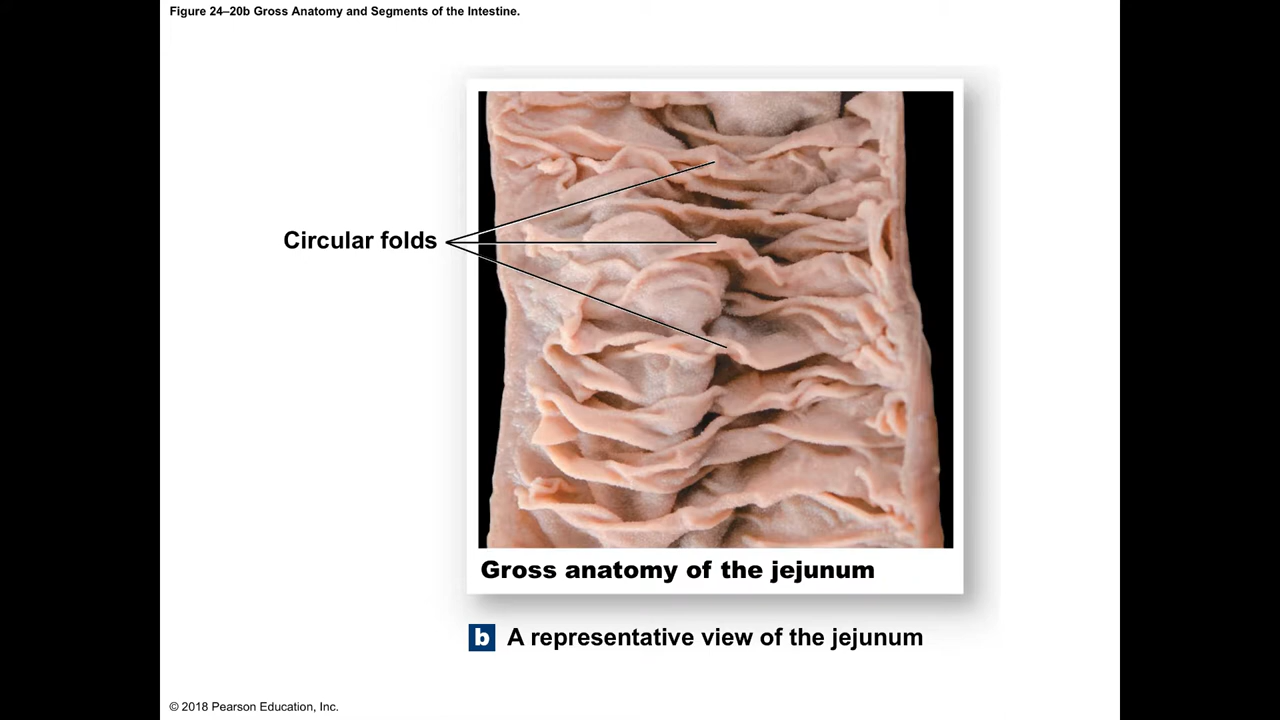 Figure 24–20b Gross Anatomy and Segments of the Intestine.
Circular folds
Gross anatomy of the jejunum
b A representative view of the jejunum
© 2018 Pearson Education, Inc.